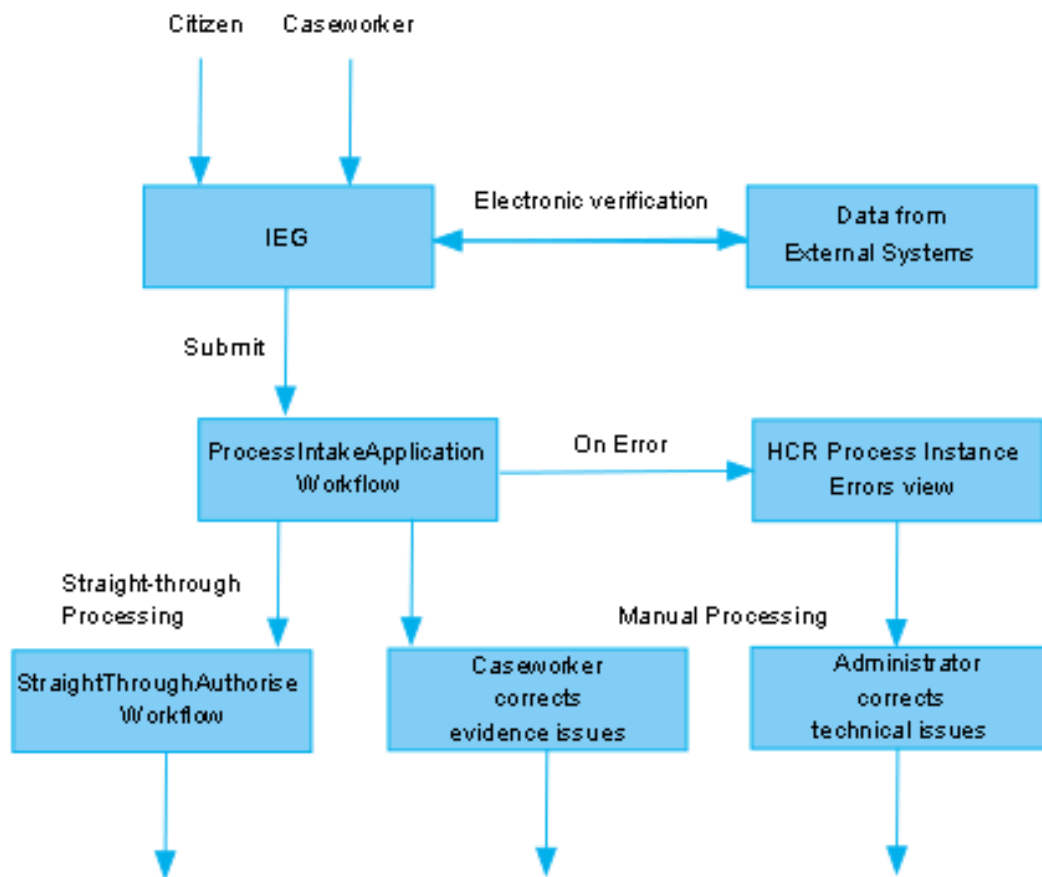 Citizen
Caseworker
IEG
Electronic verification
Data from
External Systems
Submit
ProcessIntakeApplication
Workflow
On Error
HCR Process Instance
Errors view
Straight-through
Processing
Manual Processing
StraightThroughAuthorise
Workflow
Caseworker
corrects
evidence issues
Administrator
corrects
technical issues